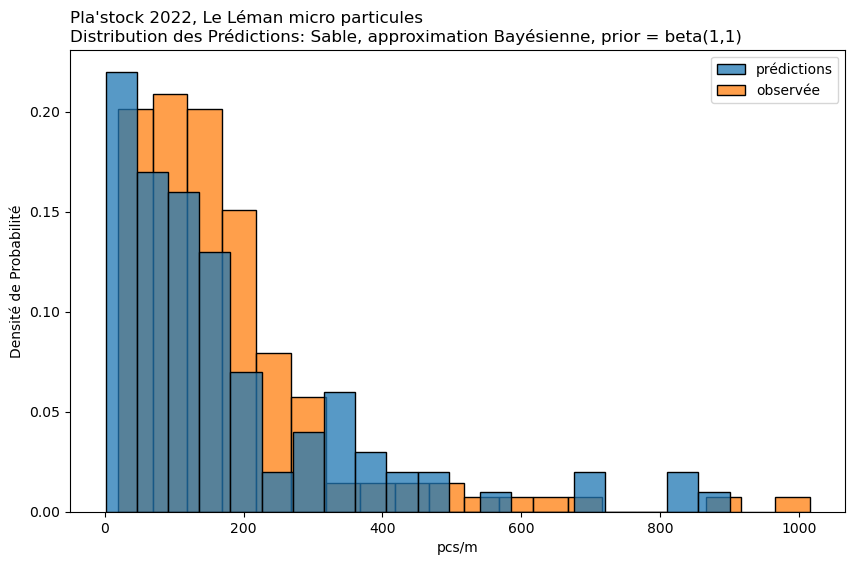 Pla'stock 2022, Le Léman micro particules
Distribution des Prédictions: Sable, approximation Bayésienne, prior = beta(1,1)
prédictions
observée
Densité de Probabilité
0.20
0.15
0.10
0.05
0.00
0 200 400 600 800 1000
pcs/m